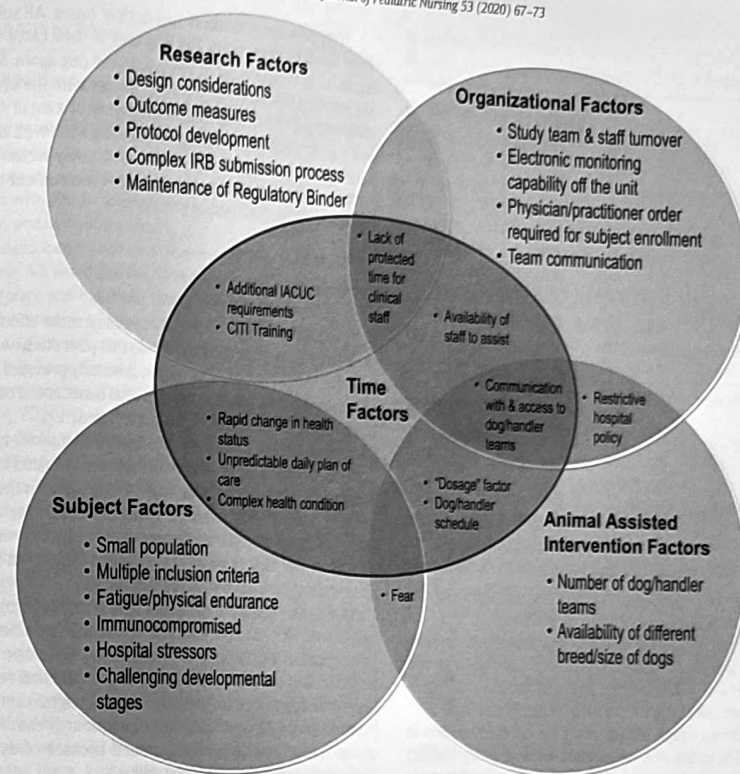 of Pediatric Nursing 53 (2020) 67–73
Research Factors
• Design considerations
• Outcome measures
• Protocol development
• Complex IRB submission process
• Maintenance of Regulatory Binder
Organizational Factors
• Study team & staff turnover
• Electronic monitoring
capability off the unit
• Physician/practitioner order
required for subject enrollment
• Team communication
• Lack of
protected
time for
clinical
staff
• Additional IACUC
requirements
• CITI Training
• Availability of
staff to assist
Time
Factors
• Communication
with & access to
dog/handler
teams
• Restrictive
hospital
policy
• Rapid change in health
status
• Unpredictable daily plan of
care
• Complex health condition
• "Dosage" factor
• Dog/handler
schedule
Subject Factors
• Small population
• Multiple inclusion criteria
• Fatigue/physical endurance
• Immunocompromised
• Hospital stressors
• Challenging developmental
stages
• Fear
Animal Assisted
Intervention Factors
• Number of dog/handler
teams
• Availability of different
breed/size of dogs